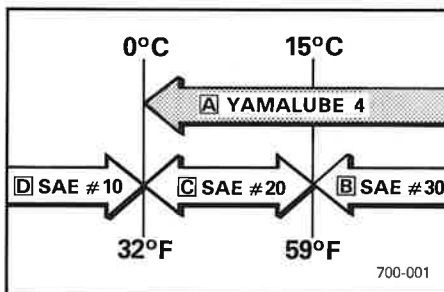 0°C 15°C
A YAMALUBE 4
D SAE #10 C SAE #20 B SAE #30
32°F 59°F
700-001